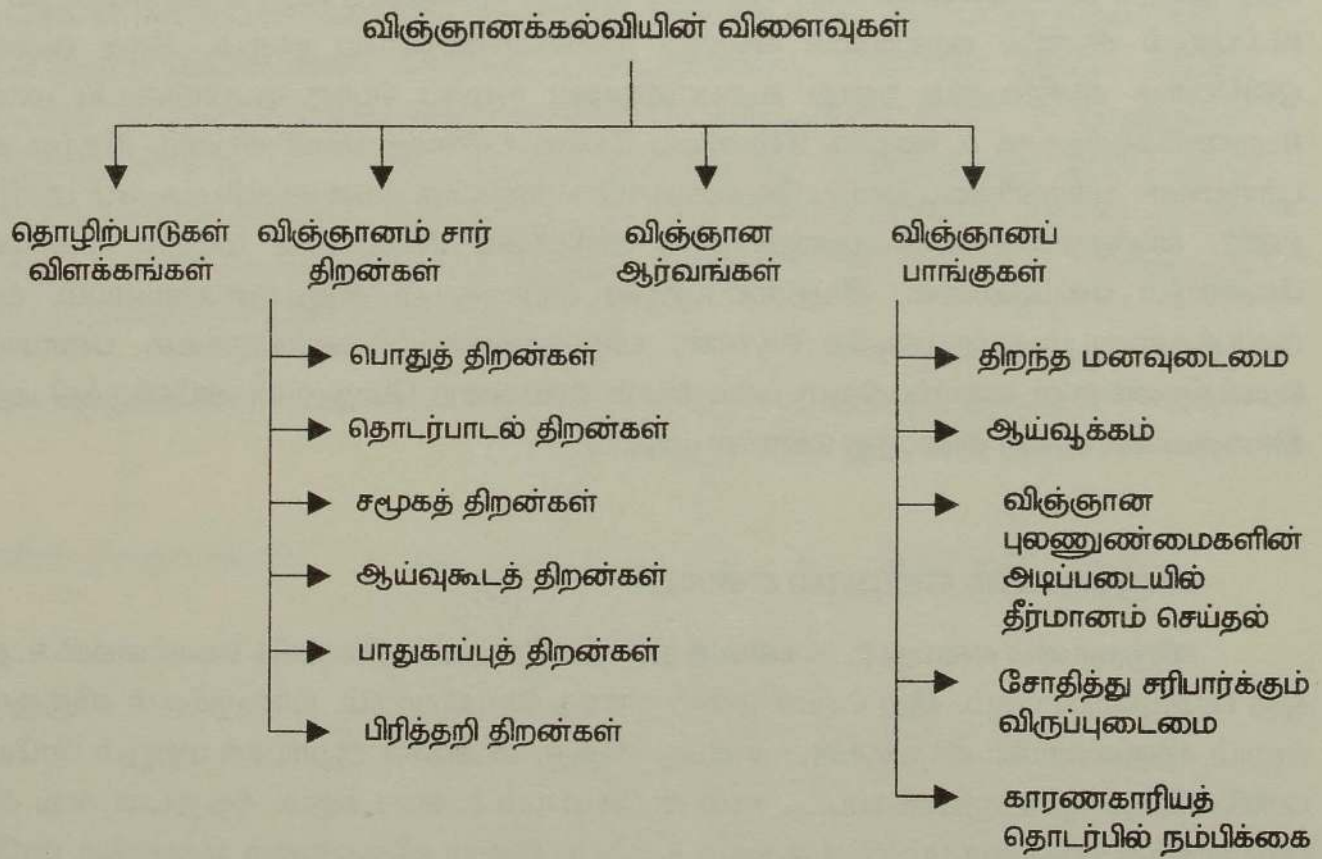 விஞ்ஞானக்கல்வியின் விளைவுகள்
தொழிற்பாடுகள்
விளக்கங்கள்
விஞ்ஞானம் சார்
திறன்கள்
பொதுத் திறன்கள்
தொடர்பாடல் திறன்கள்
சமூகத் திறன்கள்
ஆய்வுகூடத் திறன்கள்
பாதுகாப்புத் திறன்கள்
பிரித்தறி திறன்கள்
விஞ்ஞான
ஆர்வங்கள்
விஞ்ஞானப்
பாங்குகள்
திறந்த மனவுடைமை
ஆய்வூக்கம்
விஞ்ஞான
புலணுண்மைகளின்
அடிப்படையில்
தீர்மானம் செய்தல்
சோதித்து சரிபார்க்கும்
விருப்புடைமை
காரணகாரியத்
தொடர்பில் நம்பிக்கை